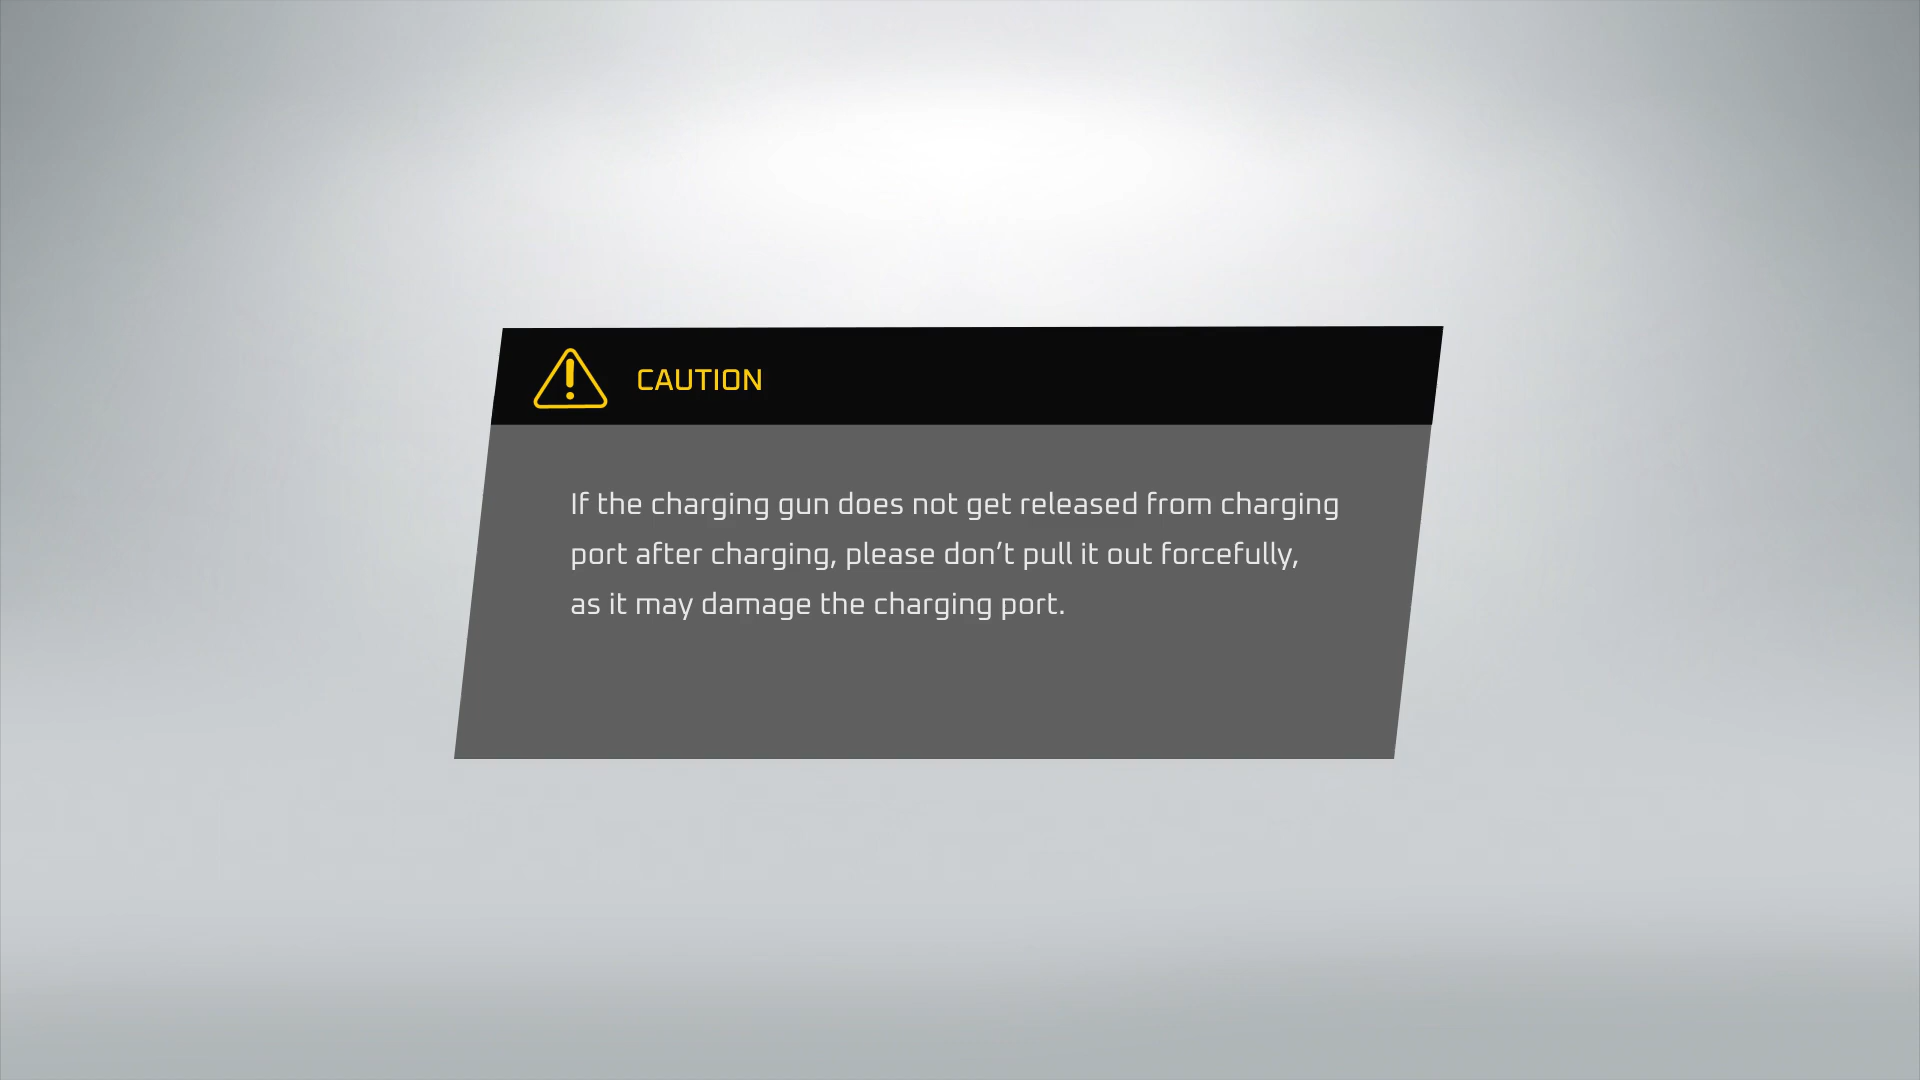 CAUTION
If the charging gun does not get released from charging
port after charging, please don’t pull it out forcefully,
as it may damage the charging port.